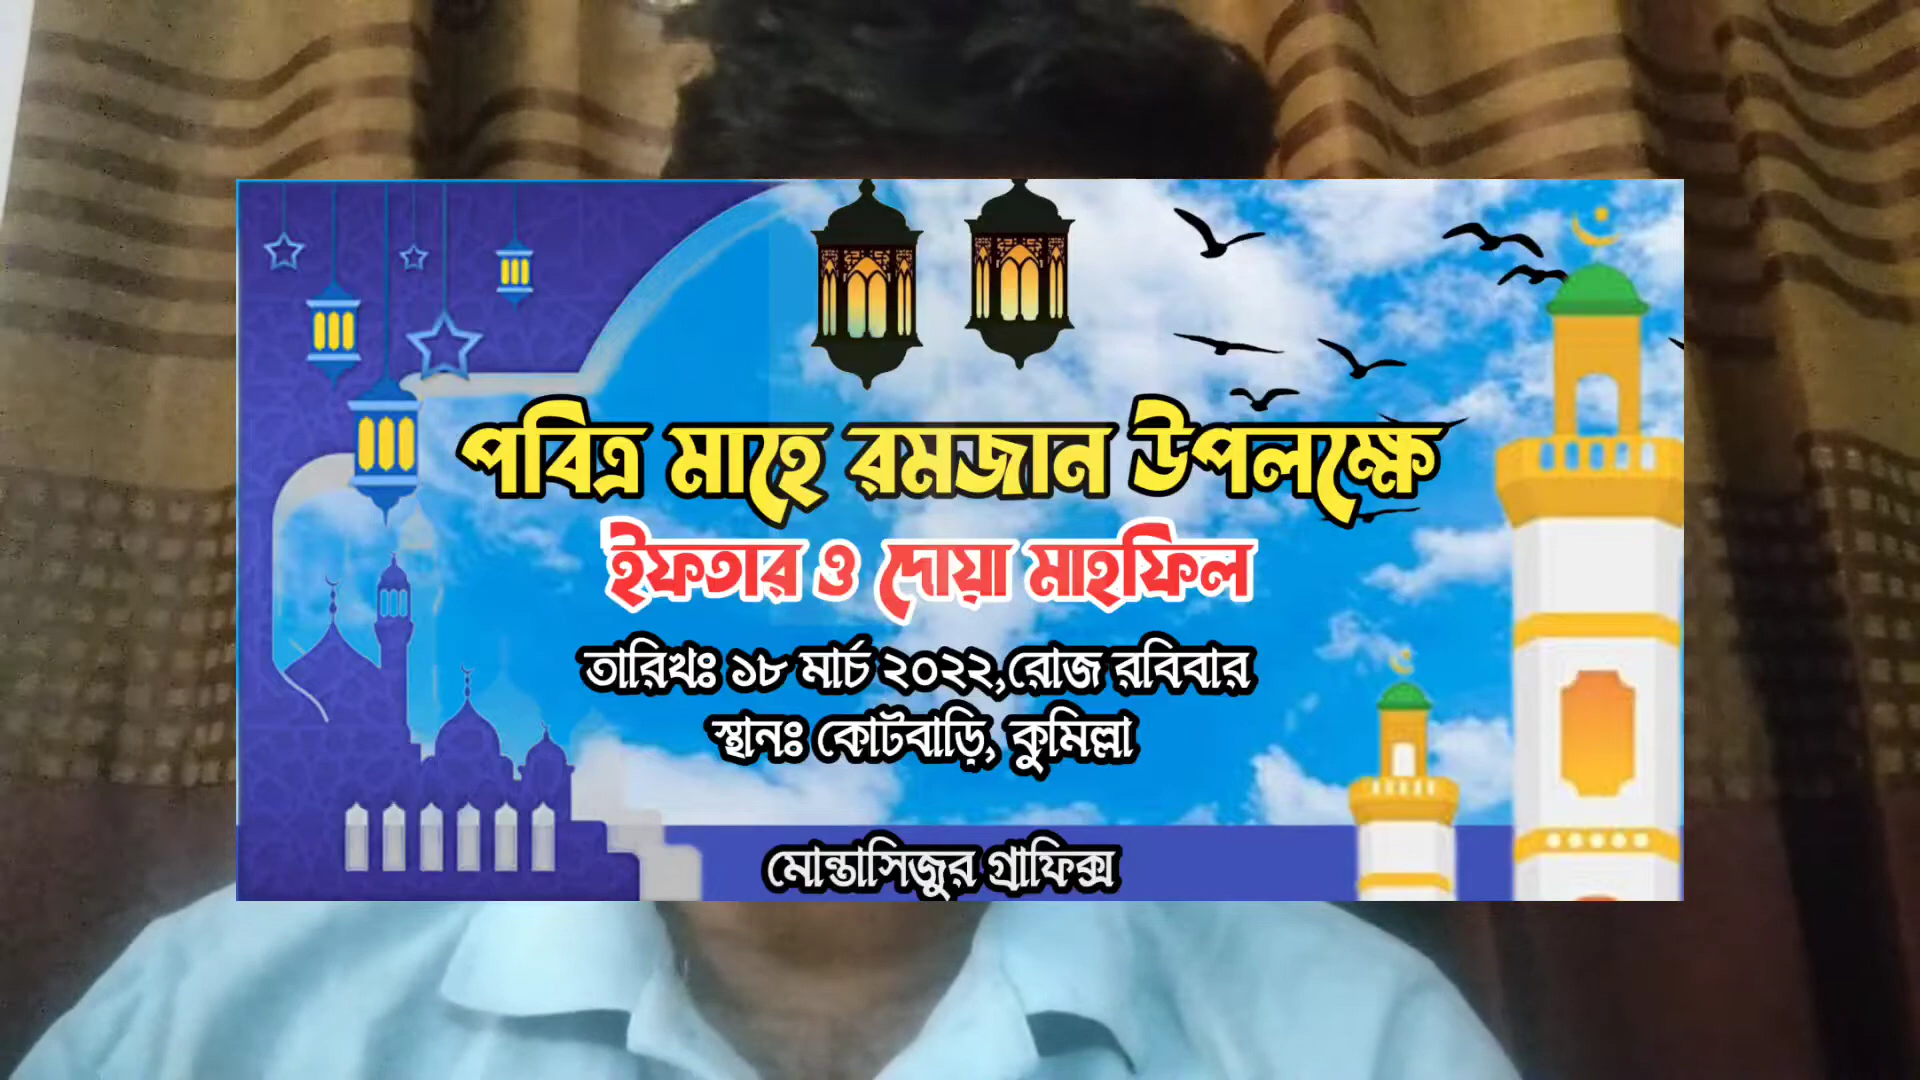 পবিত্র মাহে রমজান উপলক্ষে
ইফতার ও দোয়া মাহফিল
তারিখঃ ১৮ মার্চ ২০২২,রোজ রবিবার
স্থানঃ কোটবাড়ি, কুমিল্লা
মোন্তাসিজুর গ্রাফিক্স